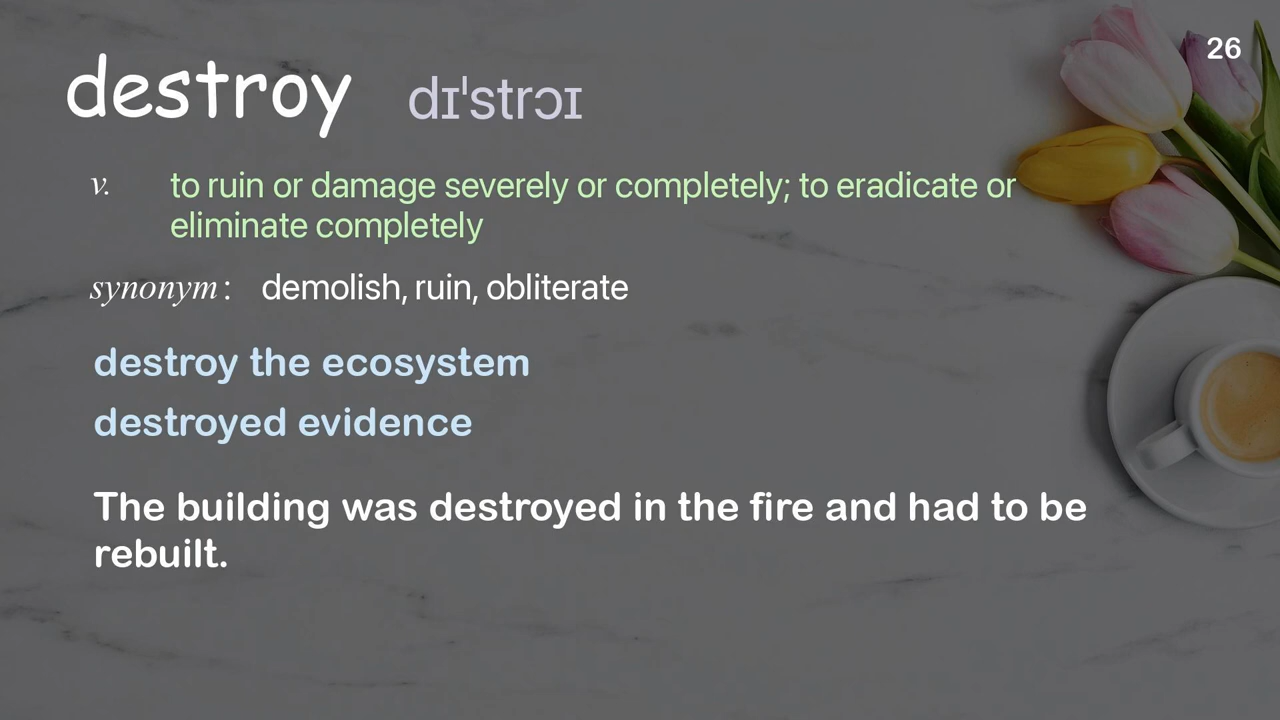 26
destroy dɪˈstrɔɪ
v. to ruin or damage severely or completely; to eradicate or
eliminate completely
synonym : demolish, ruin, obliterate
destroy the ecosystem
destroyed evidence
The building was destroyed in the fire and had to be
rebuilt.